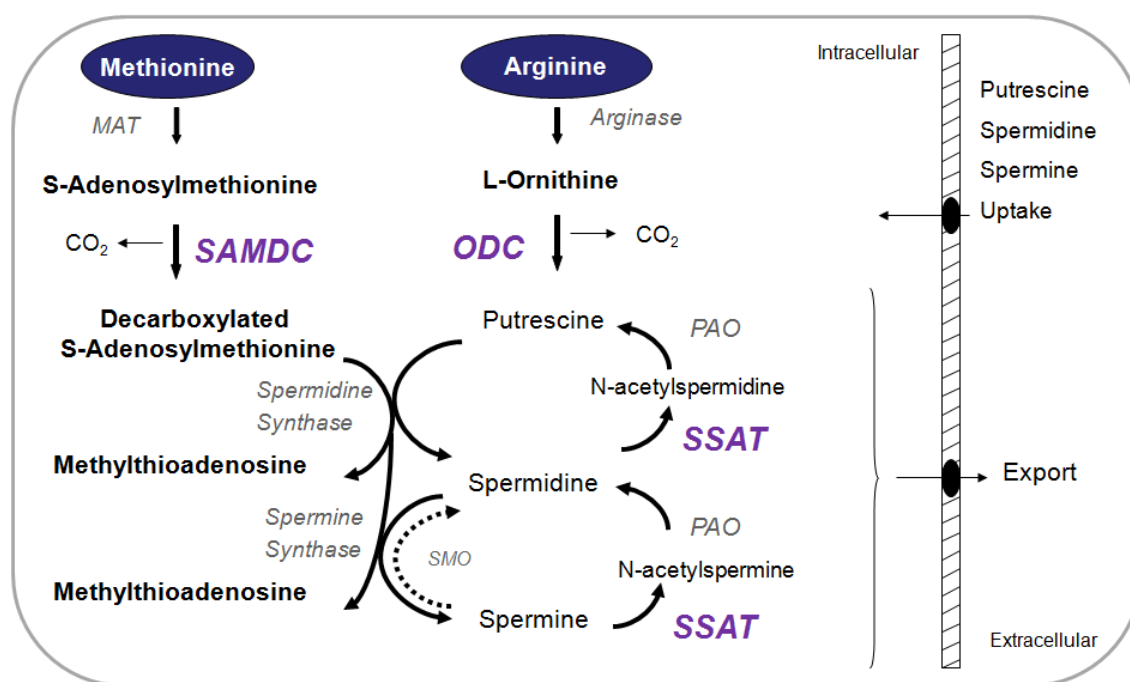 Methionine
Arginine
Intracellular
MAT
Arginase
Putrescine
Spermidine
Spermine
Uptake
S-Adenosylmethionine
L-Ornithine
CO2
SAMDC
ODC
CO2
Decarboxylated
S-Adenosylmethionine
Putrescine
PAO
Spermidine
Synthase
N-acetylspermidine
SSAT
Methylthioadenosine
Spermidine
Export
Spermine
Synthase
SMO
PAO
N-acetylspermine
Methylthioadenosine
Spermine
SSAT
Extracellular